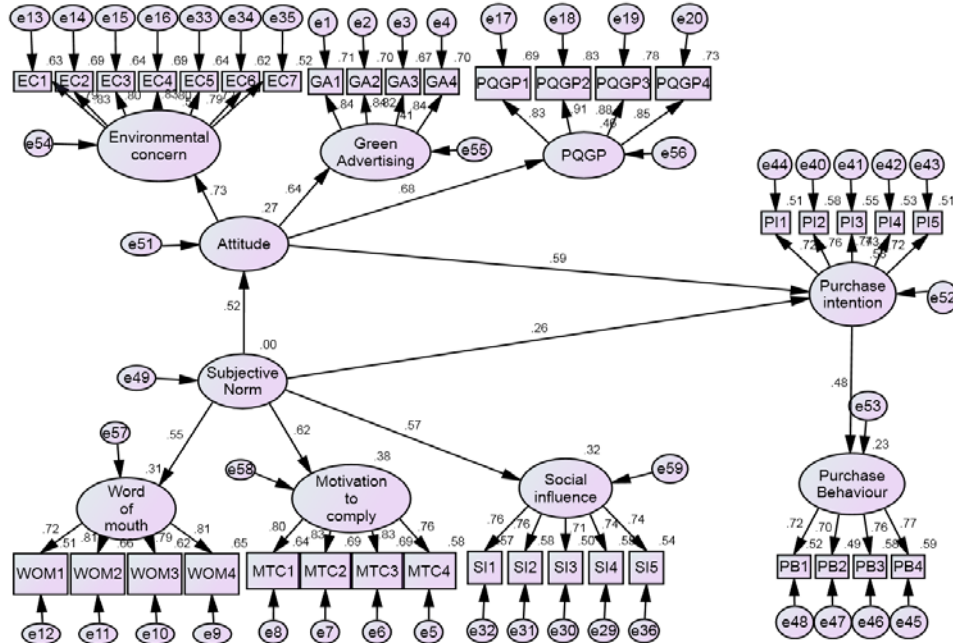 e13 e14 e15 e16 e33 e34 e35 e1 e2 e3 e4 e17 e18 e19 e20
.63 .69 .64 .69 .64 .62 .52 .71 .70 .67 .70 .69 .83 .78 .73
EC1 EC2 EC3 EC4 EC5 EC6 EC7 GA1 GA2 GA3 GA4 PQGP1 PQGP2 PQGP3 PQGP4
.83 .80 .83 .80 .79 .84 .84 .82 .84 .83 .91 .88 .85
.41 .46
e54
Environmental
concern
Green
Advertising
e55
PQGP
e56
e44 e40 e41 e42 e43
.51 .58 .55 .53 .51
PI1 PI2 PI3 PI4 PI5
.72 .76 .73 .72
.73 .64 .68
.27
e51
Attitude
.59
Purchase
intention
e52
.52
.26
.00
e49
Subjective
Norm
.48
e53
.55 .62 .57
.23
e57
.31
.38
.32
e58
e59
Word
of
mouth
Motivation
to
comply
Social
influence
Purchase
Behaviour
.72 .81 .79 .81 .80 .83 .83 .76 .76 .76 .71 .74 .74 .72 .70 .76 .77
.51 .66 .62 .65 .64 .69 .69 .58 .57 .58 .50 .54 .52 .49 .58 .59
WOM1 WOM2 WOM3 WOM4 MTC1 MTC2 MTC3 MTC4 SI1 SI2 SI3 SI4 SI5 PB1 PB2 PB3 PB4
e12 e11 e10 e9 e8 e7 e6 e5 e32 e31 e30 e29 e36 e48 e47 e46 e45